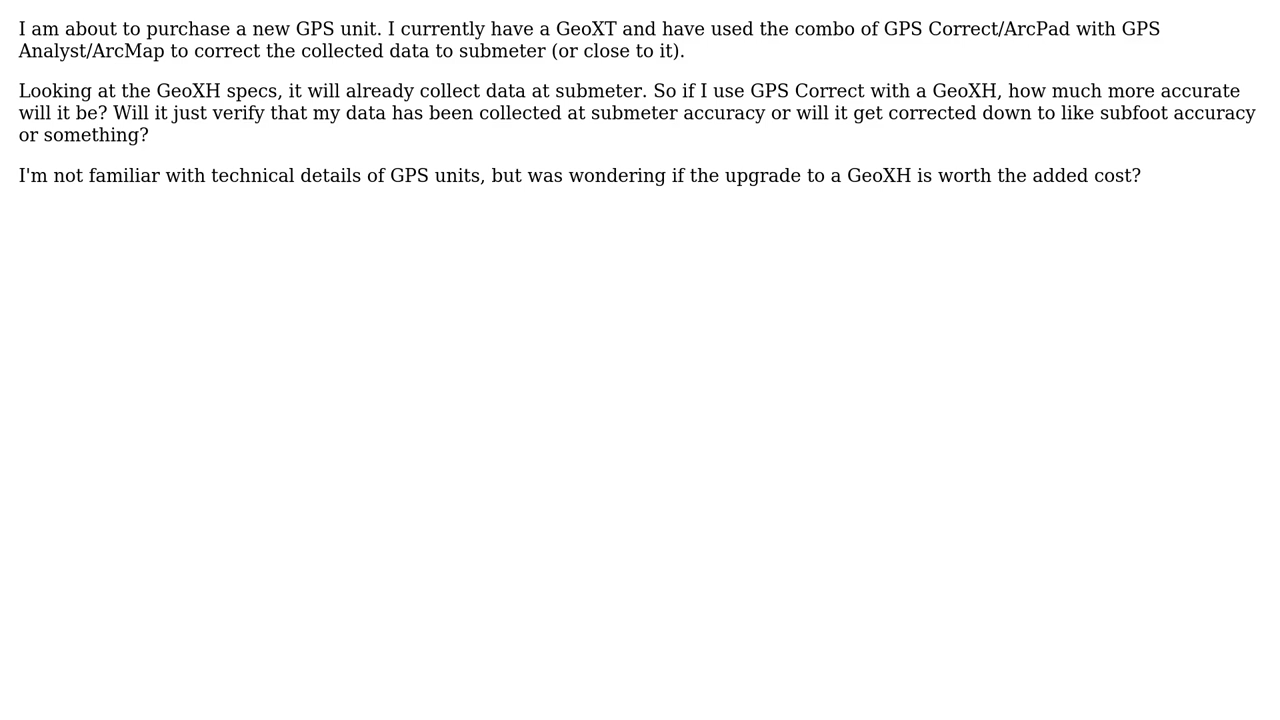 I am about to purchase a new GPS unit. I currently have a GeoXT and have used the combo of GPS Correct/ArcPad with GPS
Analyst/ArcMap to correct the collected data to submeter (or close to it).
Looking at the GeoXH specs, it will already collect data at submeter. So if I use GPS Correct with a GeoXH, how much more accurate
will it be? Will it just verify that my data has been collected at submeter accuracy or will it get corrected down to like subfoot accuracy
or something?
I'm not familiar with technical details of GPS units, but was wondering if the upgrade to a GeoXH is worth the added cost?